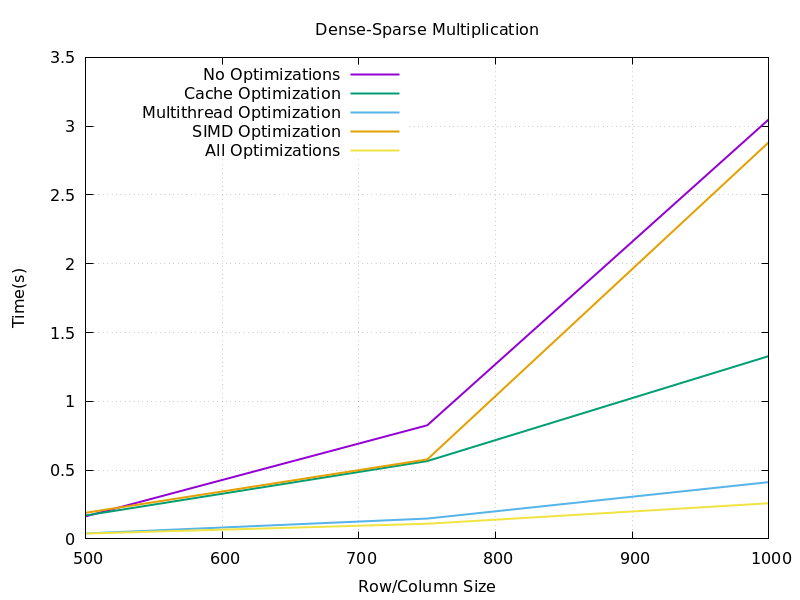 Dense-Sparse Multiplication
3.5
3
2.5
2
1.5
1
0.5
0
Time(s)
No Optimizations
Cache Optimization
Multithread Optimization
SIMD Optimization
All Optimizations
500 600 700 800 900 1000
Row/Column Size